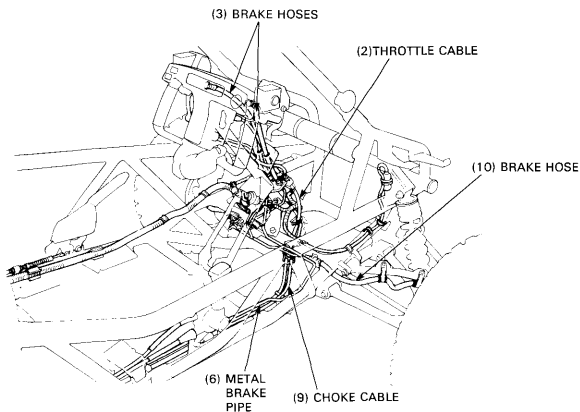 (3) BRAKE HOSES
(2)THROTTLE CABLE
(10) BRAKE HOSE
(6) METAL
BRAKE
PIPE
(9) CHOKE CABLE